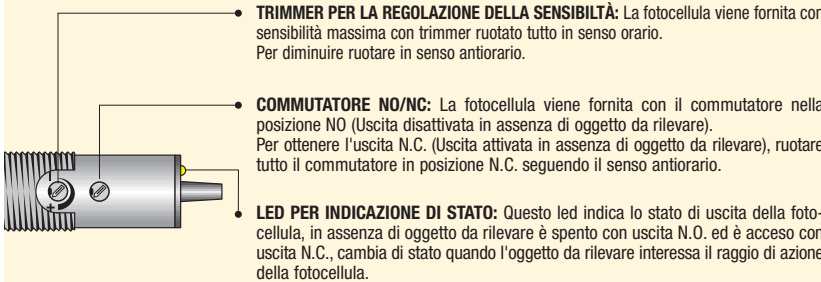 TRIMMER PER LA REGOLAZIONE DELLA SENSIBILTÀ: La fotocellula viene fornita con
sensibilità massima con trimmer ruotato tutto in senso orario.
Per diminuire ruotare in senso antiorario.
COMMUTATORE NO/NC: La fotocellula viene fornita con il commutatore nella
posizione NO (Uscita disattivata in assenza di oggetto da rilevare).
Per ottenere l'uscita N.C. (Uscita attivata in assenza di oggetto da rilevare), ruotare
tutto il commutatore in posizione N.C. seguendo il senso antiorario.
LED PER INDICAZIONE DI STATO: Questo led indica lo stato di uscita della foto-
cellula, in assenza di oggetto da rilevare è spento con uscita N.O. ed è acceso con
uscita N.C., cambia di stato quando l'oggetto da rilevare interessa il raggio di azione
della fotocellula.
-
+